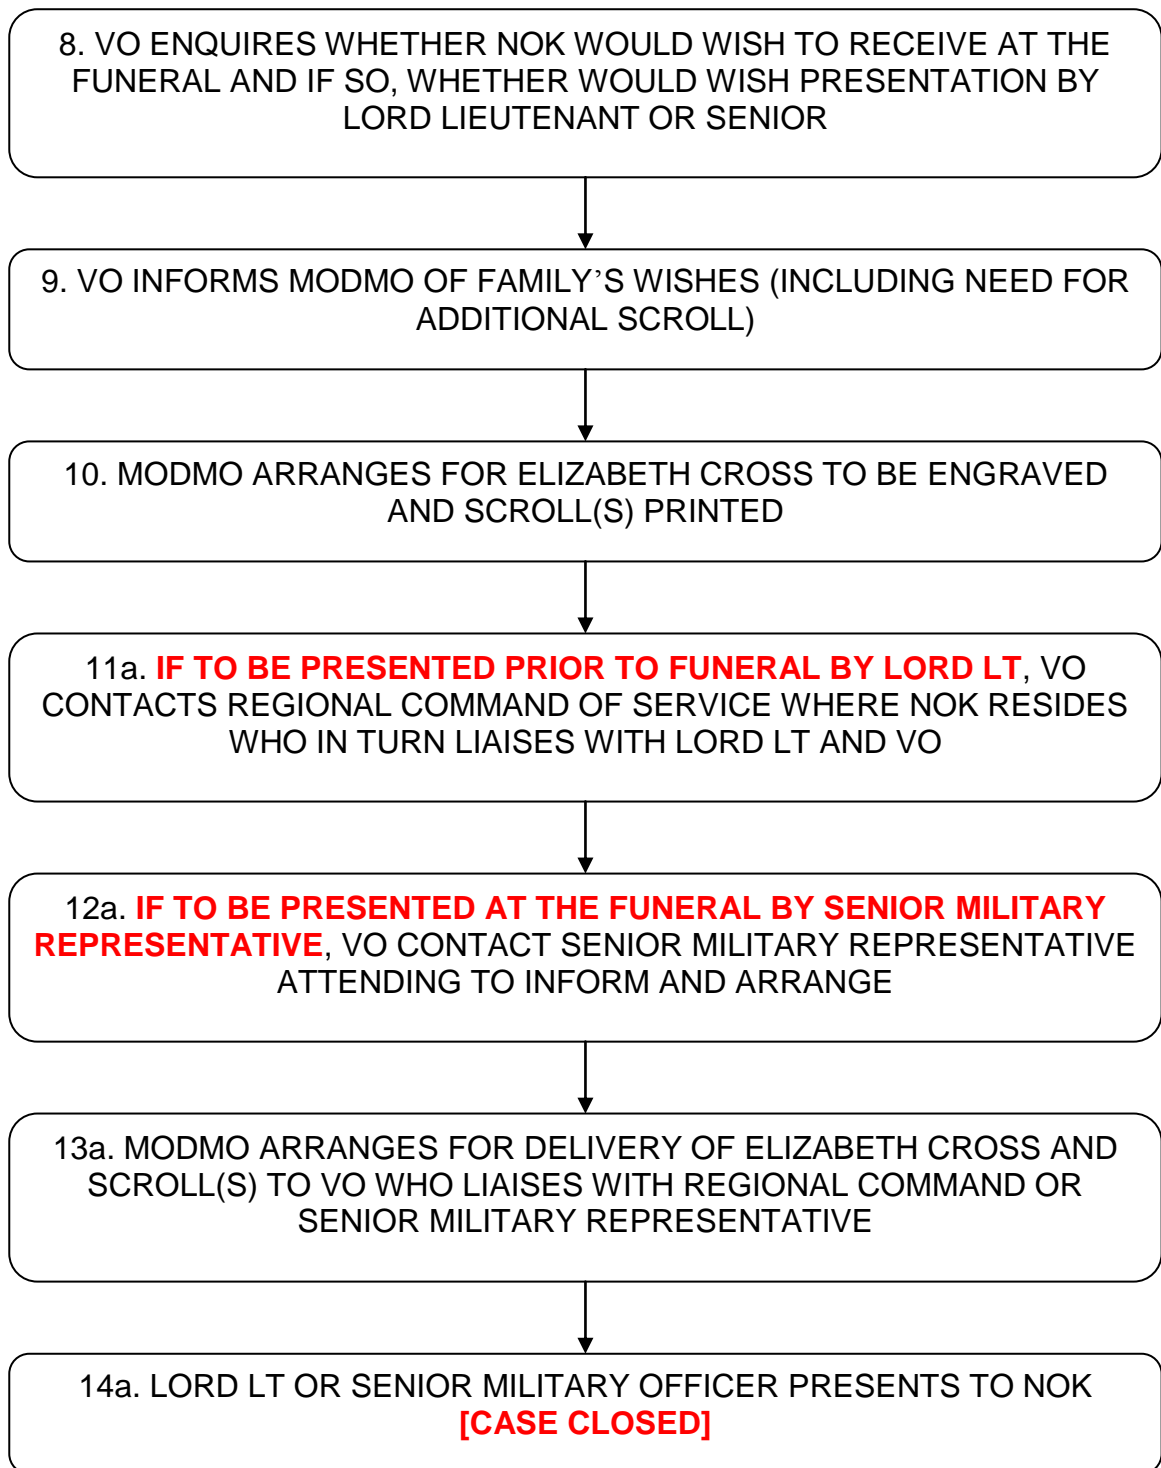 8. VO ENQUIRES WHETHER NOK WOULD WISH TO RECEIVE AT THE
FUNERAL AND IF SO, WHETHER WOULD WISH PRESENTATION BY
LORD LIEUTENANT OR SENIOR
9. VO INFORMS MODMO OF FAMILY’S WISHES (INCLUDING NEED FOR
ADDITIONAL SCROLL)
10. MODMO ARRANGES FOR ELIZABETH CROSS TO BE ENGRAVED
AND SCROLL(S) PRINTED
11a. IF TO BE PRESENTED PRIOR TO FUNERAL BY LORD LT, VO
CONTACTS REGIONAL COMMAND OF SERVICE WHERE NOK RESIDES
WHO IN TURN LIAISES WITH LORD LT AND VO
12a. IF TO BE PRESENTED AT THE FUNERAL BY SENIOR MILITARY
REPRESENTATIVE, VO CONTACT SENIOR MILITARY REPRESENTATIVE
ATTENDING TO INFORM AND ARRANGE
13a. MODMO ARRANGES FOR DELIVERY OF ELIZABETH CROSS AND
SCROLL(S) TO VO WHO LIAISES WITH REGIONAL COMMAND OR
SENIOR MILITARY REPRESENTATIVE
14a. LORD LT OR SENIOR MILITARY OFFICER PRESENTS TO NOK
[CASE CLOSED]